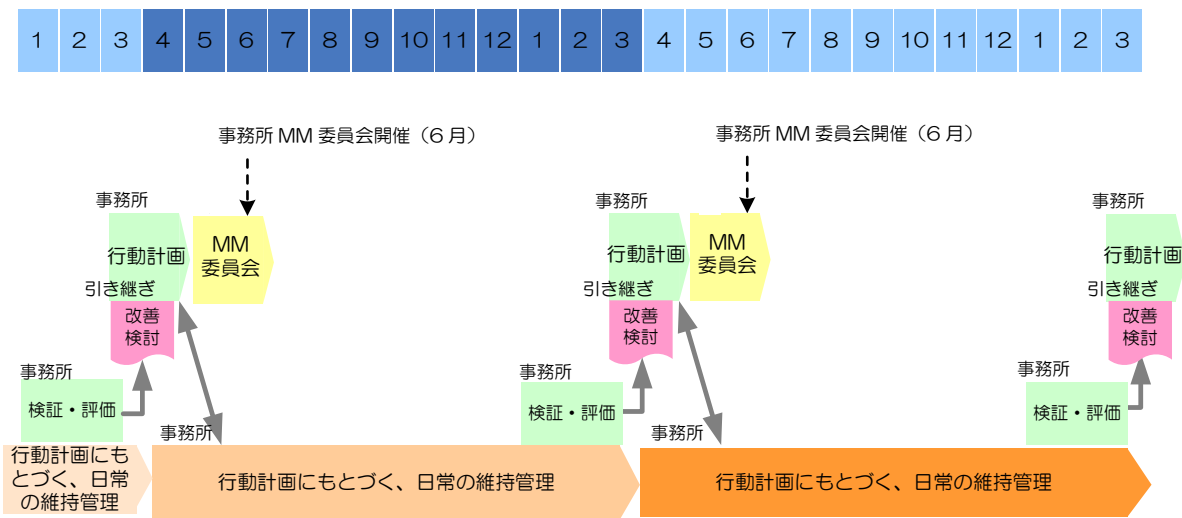 1 2 3 4 5 6 7 8 9 10 11 12 1 2 3 4 5 6 7 8 9 10 11 12 1 2 3
事務所 MM 委員会開催（6 月）
事務所 MM 委員会開催（6 月）
事務所
行動計画
MM
委員会
引き継ぎ
改善
検討
事務所
検証・評価
事務所
行動計画
MM
委員会
引き継ぎ
改善
検討
事務所
検証・評価
事務所
行動計画
引き継ぎ
改善
検討
事務所
検証・評価
行動計画にも
とづく、日常
の維持管理
事務所
行動計画にもとづく、日常の維持管理
事務所
行動計画にもとづく、日常の維持管理